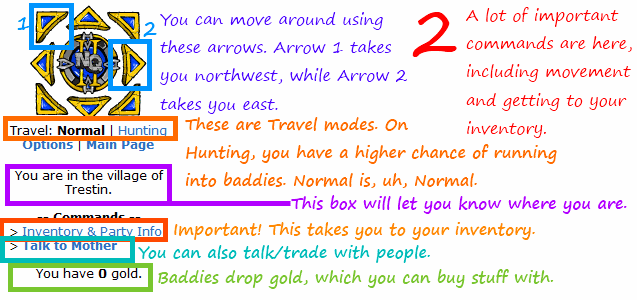 1
2
NQ
You can move around using
these arrows. Arrow 1 takes
you northwest, while Arrow 2
takes you east.
2
A lot of important
commands are here,
including movement
and getting to your
inventory.
Travel: Normal | Hunting
Options | Main Page
These are Travel modes. On
Hunting, you have a higher chance of running
into baddies. Normal is, uh, Normal.
You are in the village of
Trestin.
This box will let you know where you are.
-- Commands --
> Inventory & Party Info
Important! This takes you to your inventory.
> Talk to Mother
You can also talk/trade with people.
You have 0 gold.
Baddies drop gold, which you can buy stuff with.